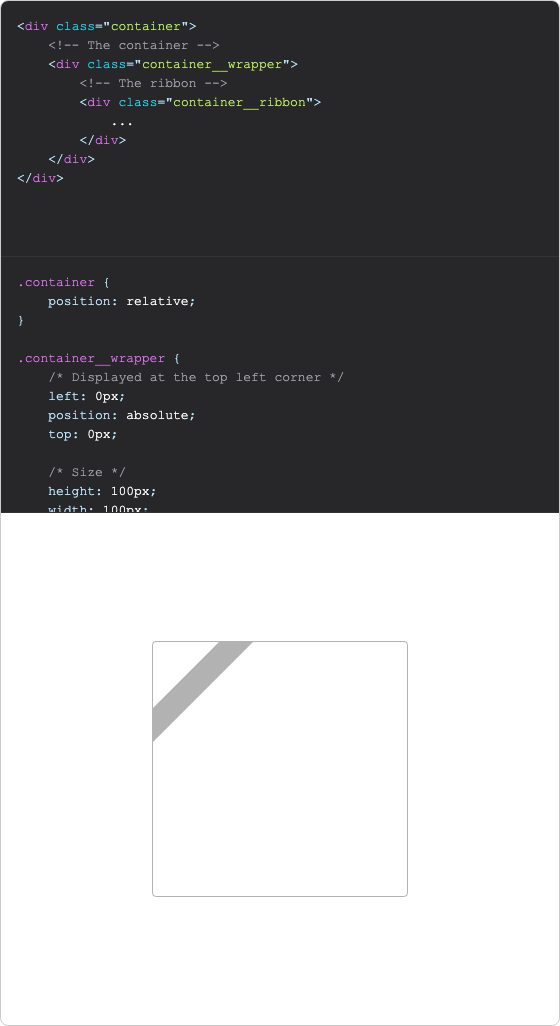 <div class="container">
    <!-- The container -->
    <div class="container__wrapper">
        <!-- The ribbon -->
        <div class="container__ribbon">
            ...
        </div>
    </div>
</div>
.container {
    position: relative;
}
.container__wrapper {
    /* Displayed at the top left corner */
    left: 0px;
    position: absolute;
    top: 0px;
    /* Size */
    height: 100px;
    width: 100px;